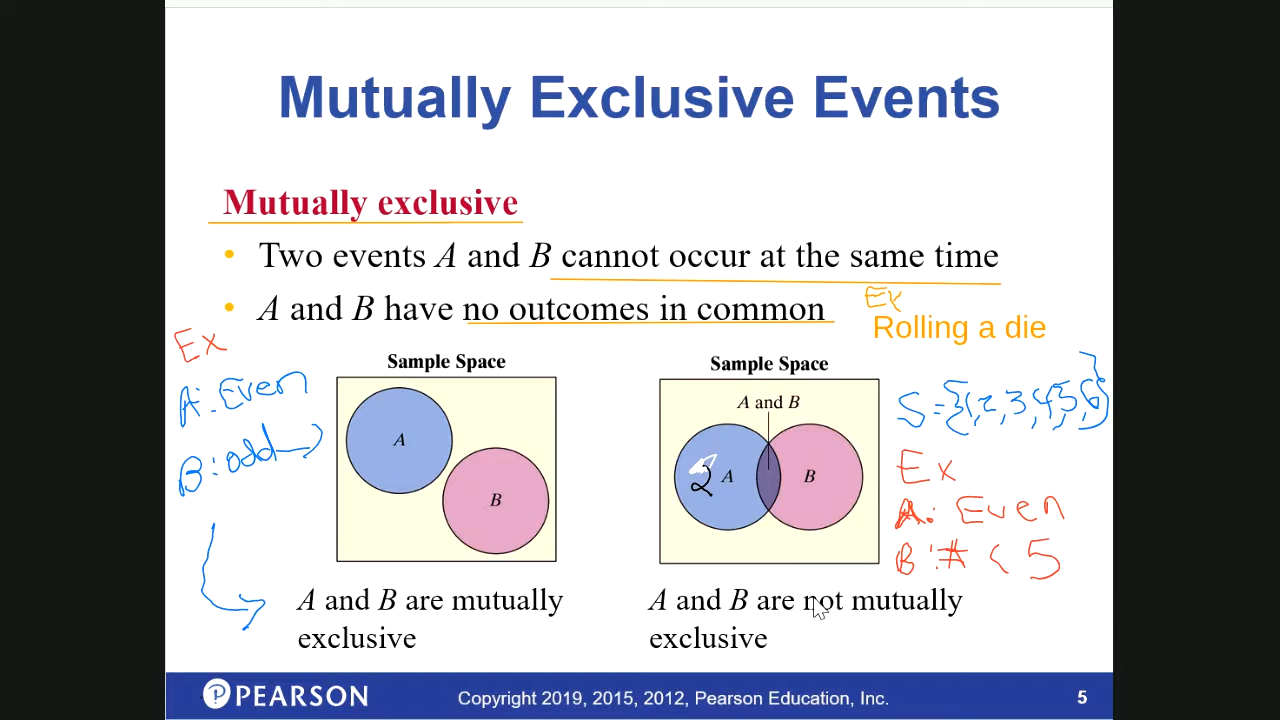 Mutually Exclusive Events
Mutually exclusive
• Two events A and B cannot occur at the same time
• A and B have no outcomes in common
Ex
Rolling a die
Ex
A: Even
B: odd
Sample Space
A
B
A and B are mutually
exclusive
Sample Space
A and B
2 A
B
A and B are not mutually
exclusive
S={1,2,3,4,5,6}
Ex
A: Even
B:# < 5
PEARSON
Copyright 2019, 2015, 2012, Pearson Education, Inc.
5